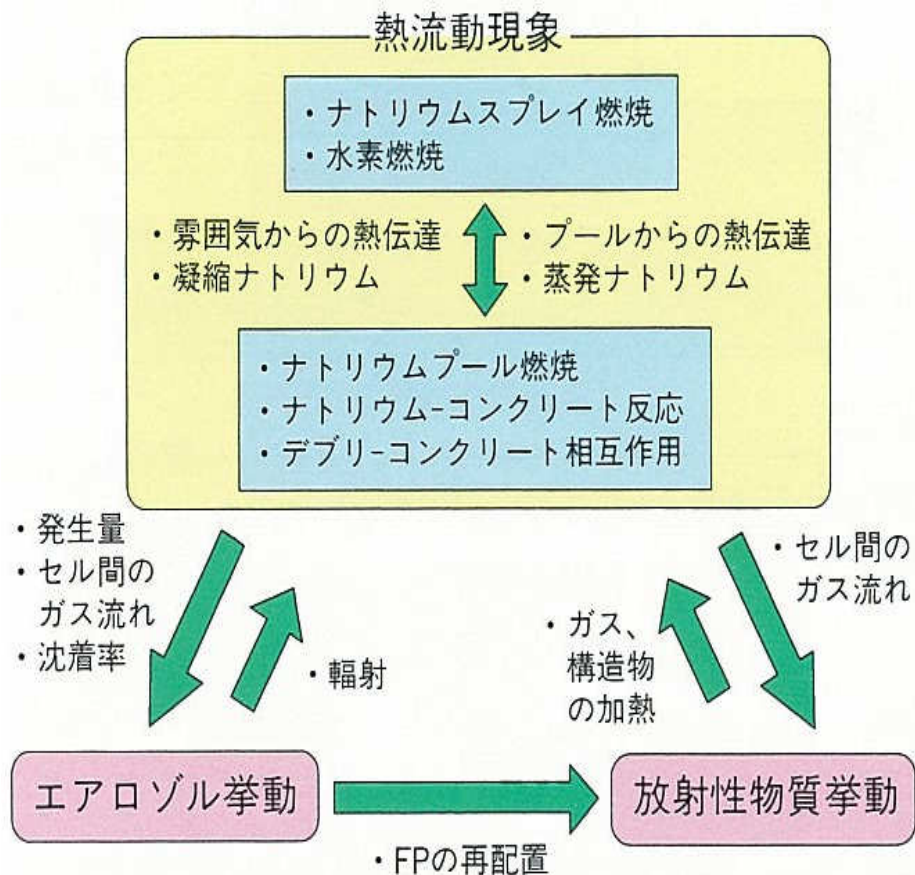 熱流動現象
・ナトリウムスプレイ燃焼
・水素燃焼
・雰囲気からの熱伝達
・凝縮ナトリウム
・プールからの熱伝達
・蒸発ナトリウム
・ナトリウムプール燃焼
・ナトリウム-コンクリート反応
・デブリ-コンクリート相互作用
・発生量
・セル間の
ガス流れ
・沈着率
・輻射
・ガス、
構造物
の加熱
・セル間の
ガス流れ
エアロゾル挙動
放射性物質挙動
・FPの再配置